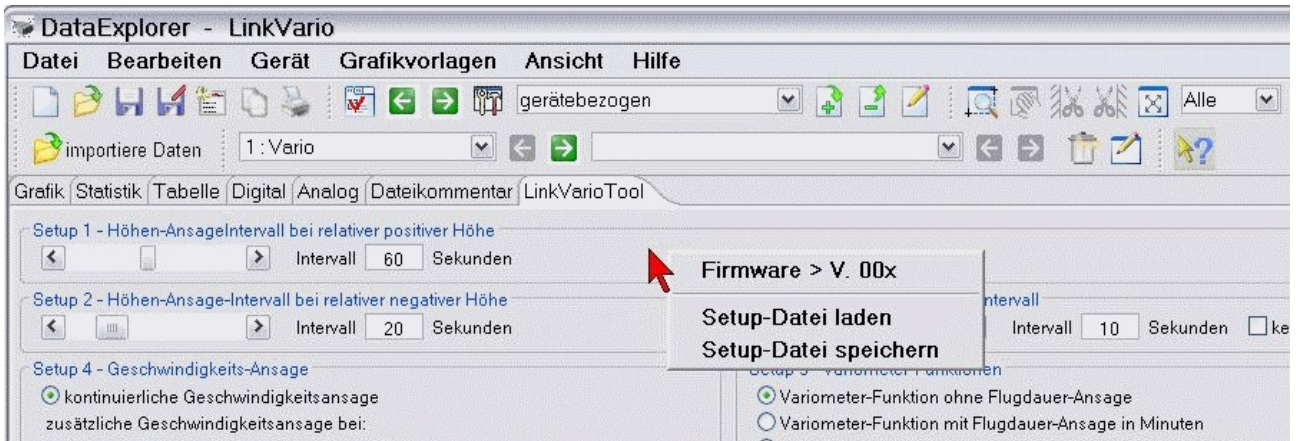 DataExplorer - LinkVario
Datei Bearbeiten Gerät Grafikvorlagen Ansicht Hilfe
gerätebezogen Alle
importiere Daten 1 : Vario
Grafik Statistik Tabelle Digital Analog Dateikommentar LinkVarioTool
Setup 1 - Höhen-AnsageIntervall bei relativer positiver Höhe
Intervall 60 Sekunden
Firmware > V. 00x
Setup-Datei laden
Setup-Datei speichern
Setup 2 - Höhen-Ansage-Intervall bei relativer negativer Höhe
Intervall 20 Sekunden
ntervall
Intervall 10 Sekunden ke
Setup 4 - Geschwindigkeits-Ansage
kontinuierliche Geschwindigkeitsansage
zusätzliche Geschwindigkeitsansage bei:
Variometer-Funktion ohne Flugdauer-Ansage
Variometer-Funktion mit Flugdauer-Ansage in Minuten